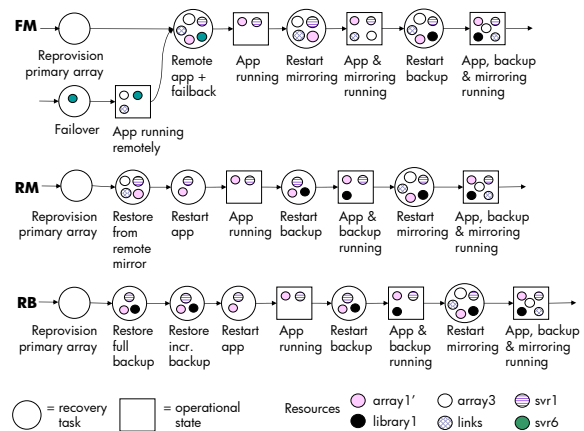 FM
Reprovision
primary array
Remote
app +
failback
App
running
Restart
mirroring
App &
mirroring
running
Restart
backup
App, backup
& mirroring
running
Failover
App running
remotely
RM
Reprovision
primary array
Restore
from
remote
mirror
Restart
app
App
running
Restart
backup
App &
backup
running
Restart
mirroring
App, backup
& mirroring
running
RB
Reprovision
primary array
Restore
full
backup
Restore
incr.
backup
Restart
app
App
running
Restart
backup
App &
backup
running
Restart
mirroring
App, backup
& mirroring
running
= recovery
task
= operational
state
Resources
array1'
array3
svr1
library1
links
svr6